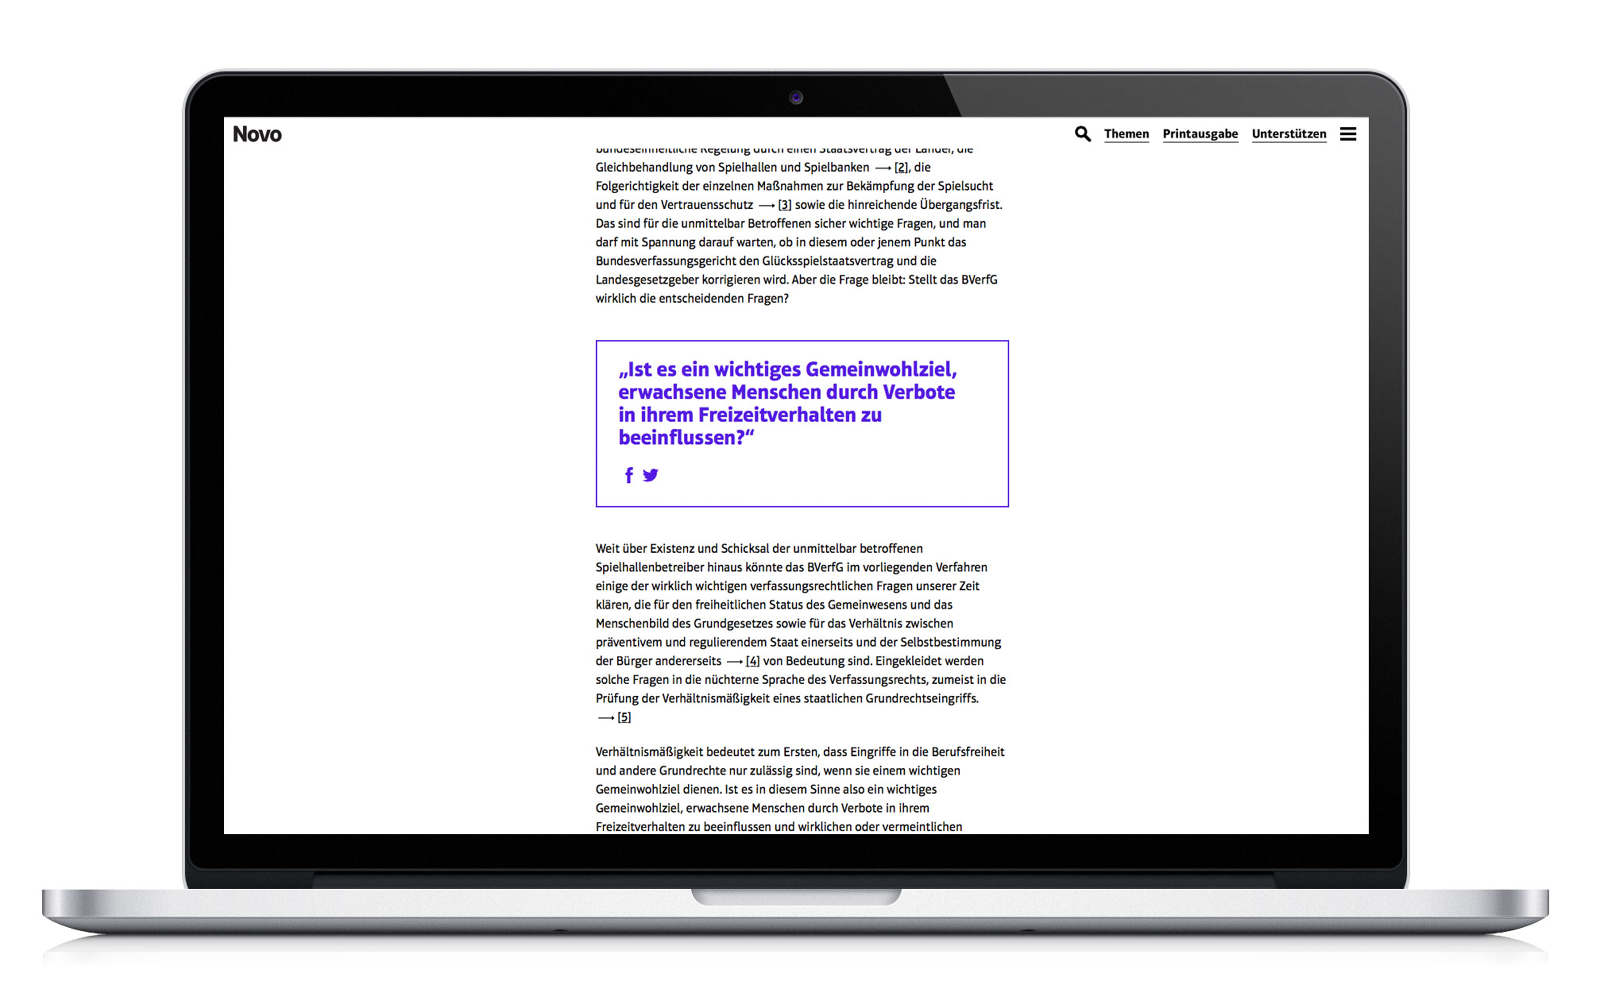 Novo
Themen Printausgabe Unterstützen
bundeseinheitliche Regelung durch einen Staatsvertrag der Länder, die
Gleichbehandlung von Spielhallen und Spielbanken ⟶ [2], die
Folgerichtigkeit der einzelnen Maßnahmen zur Bekämpfung der Spielsucht
und für den Vertrauensschutz ⟶ [3] sowie die hinreichende Übergangsfrist.
Das sind für die unmittelbar Betroffenen sicher wichtige Fragen, und man
darf mit Spannung darauf warten, ob in diesem oder jenem Punkt das
Bundesverfassungsgericht den Glücksspielstaatsvertrag und die
Landesgesetzgeber korrigieren wird. Aber die Frage bleibt: Stellt das BVerfG
wirklich die entscheidenden Fragen?
„Ist es ein wichtiges Gemeinwohlziel,
erwachsene Menschen durch Verbote
in ihrem Freizeitverhalten zu
beeinflussen?“
Weit über Existenz und Schicksal der unmittelbar betroffenen
Spielhallenbetreiber hinaus könnte das BVerfG im vorliegenden Verfahren
einige der wirklich wichtigen verfassungsrechtlichen Fragen unserer Zeit
klären, die für den freiheitlichen Status des Gemeinwesens und das
Menschenbild des Grundgesetzes sowie für das Verhältnis zwischen
präventivem und regulierendem Staat einerseits und der Selbstbestimmung
der Bürger andererseits ⟶ [4] von Bedeutung sind. Eingekleidet werden
solche Fragen in die nüchterne Sprache des Verfassungsrechts, zumeist in die
Prüfung der Verhältnismäßigkeit eines staatlichen Grundrechtseingriffs.
⟶ [5]
Verhältnismäßigkeit bedeutet zum Ersten, dass Eingriffe in die Berufsfreiheit
und andere Grundrechte nur zulässig sind, wenn sie einem wichtigen
Gemeinwohlziel dienen. Ist es in diesem Sinne also ein wichtiges
Gemeinwohlziel, erwachsene Menschen durch Verbote in ihrem
Freizeitverhalten zu beeinflussen und wirklichen oder vermeintlichen